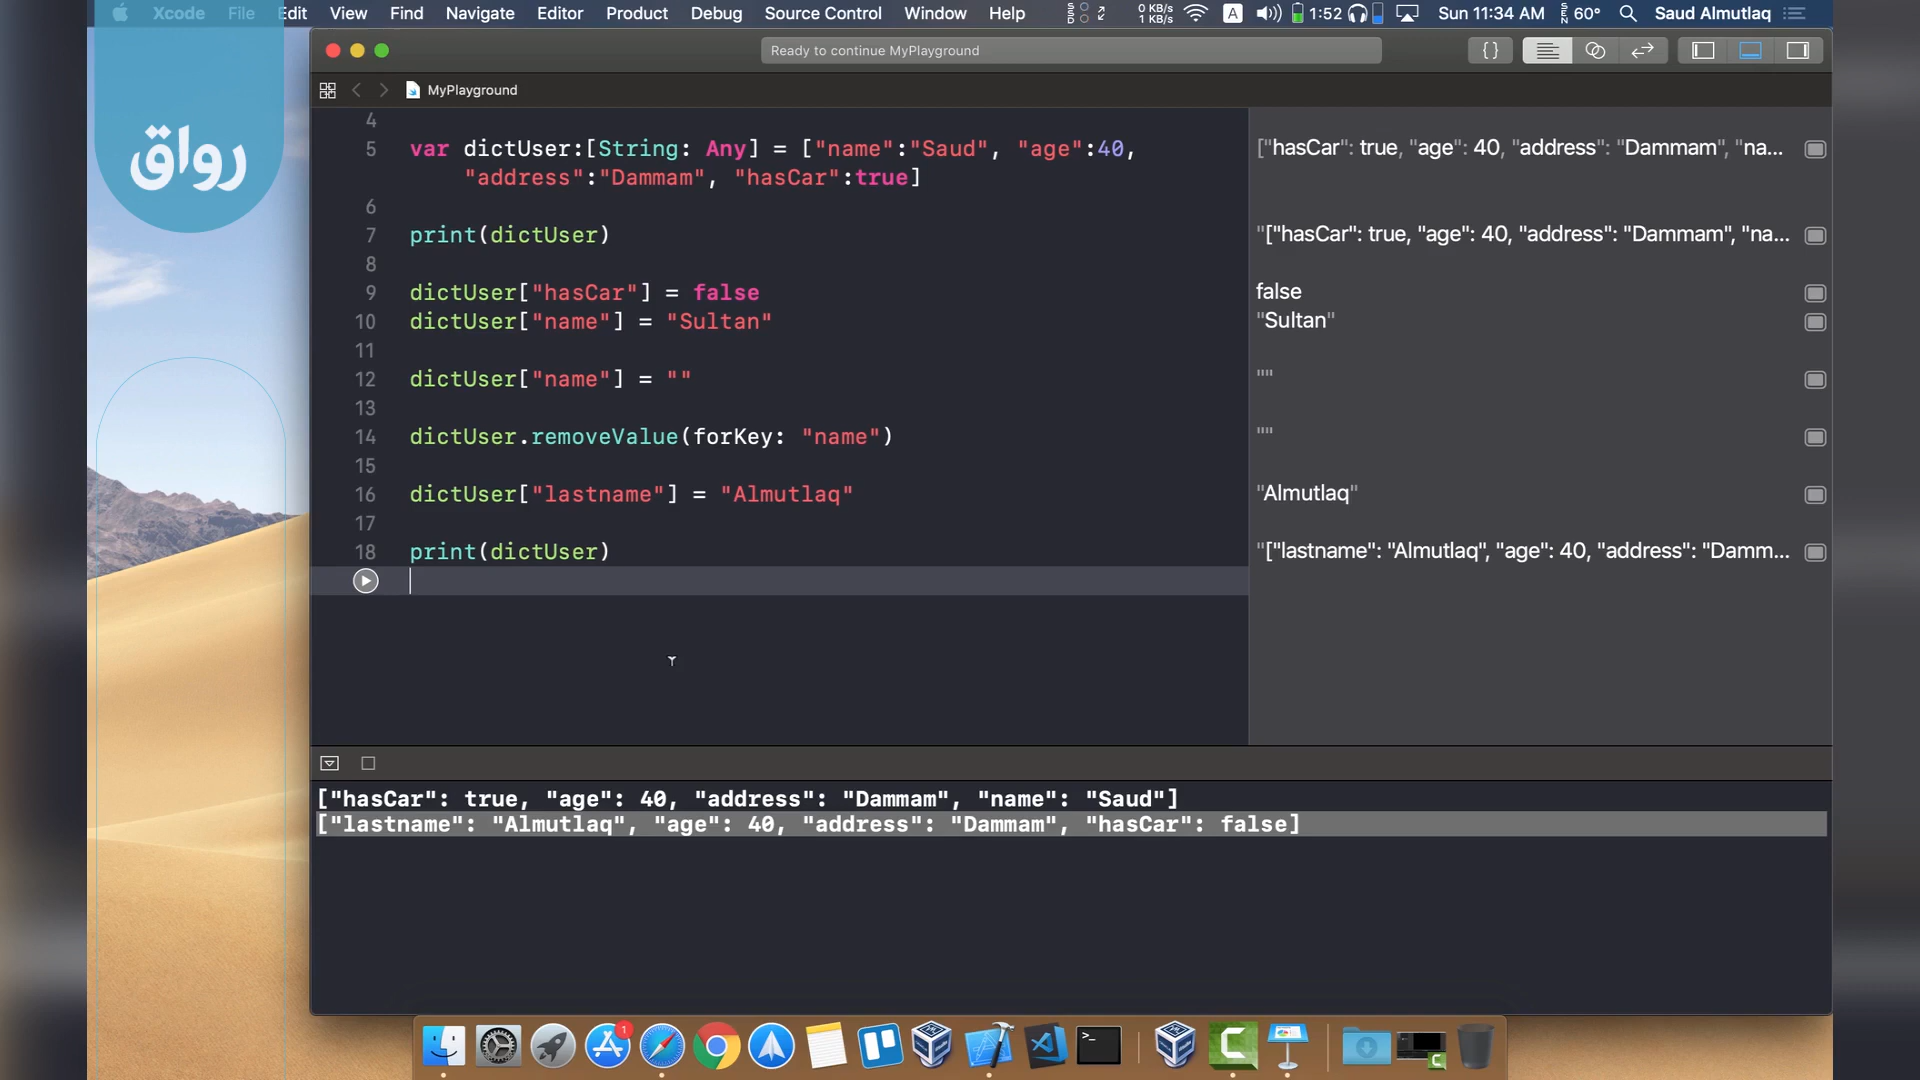 Xcode File Edit View Find Navigate Editor Product Debug Source Control Window Help 0 KB/s 1 KB/s A 1:52 Sun 11:34 AM 60° Saud Almutlaq
رواق
Ready to continue MyPlayground
{ }
MyPlayground
4
5 var dictUser:[String: Any] = ["name":"Saud", "age":40, ["hasCar": true, "age": 40, "address": "Dammam", "na...
"address":"Dammam", "hasCar":true]
6
7 print(dictUser) "["hasCar": true, "age": 40, "address": "Dammam", "na...
8
9 dictUser["hasCar"] = false false
10 dictUser["name"] = "Sultan" "Sultan"
11
12 dictUser["name"] = "" ""
13
14 dictUser.removeValue(forKey: "name") ""
15
16 dictUser["lastname"] = "Almutlaq" "Almutlaq"
17
18 print(dictUser) "["lastname": "Almutlaq", "age": 40, "address": "Damm...
["hasCar": true, "age": 40, "address": "Dammam", "name": "Saud"]
["lastname": "Almutlaq", "age": 40, "address": "Dammam", "hasCar": false]
1